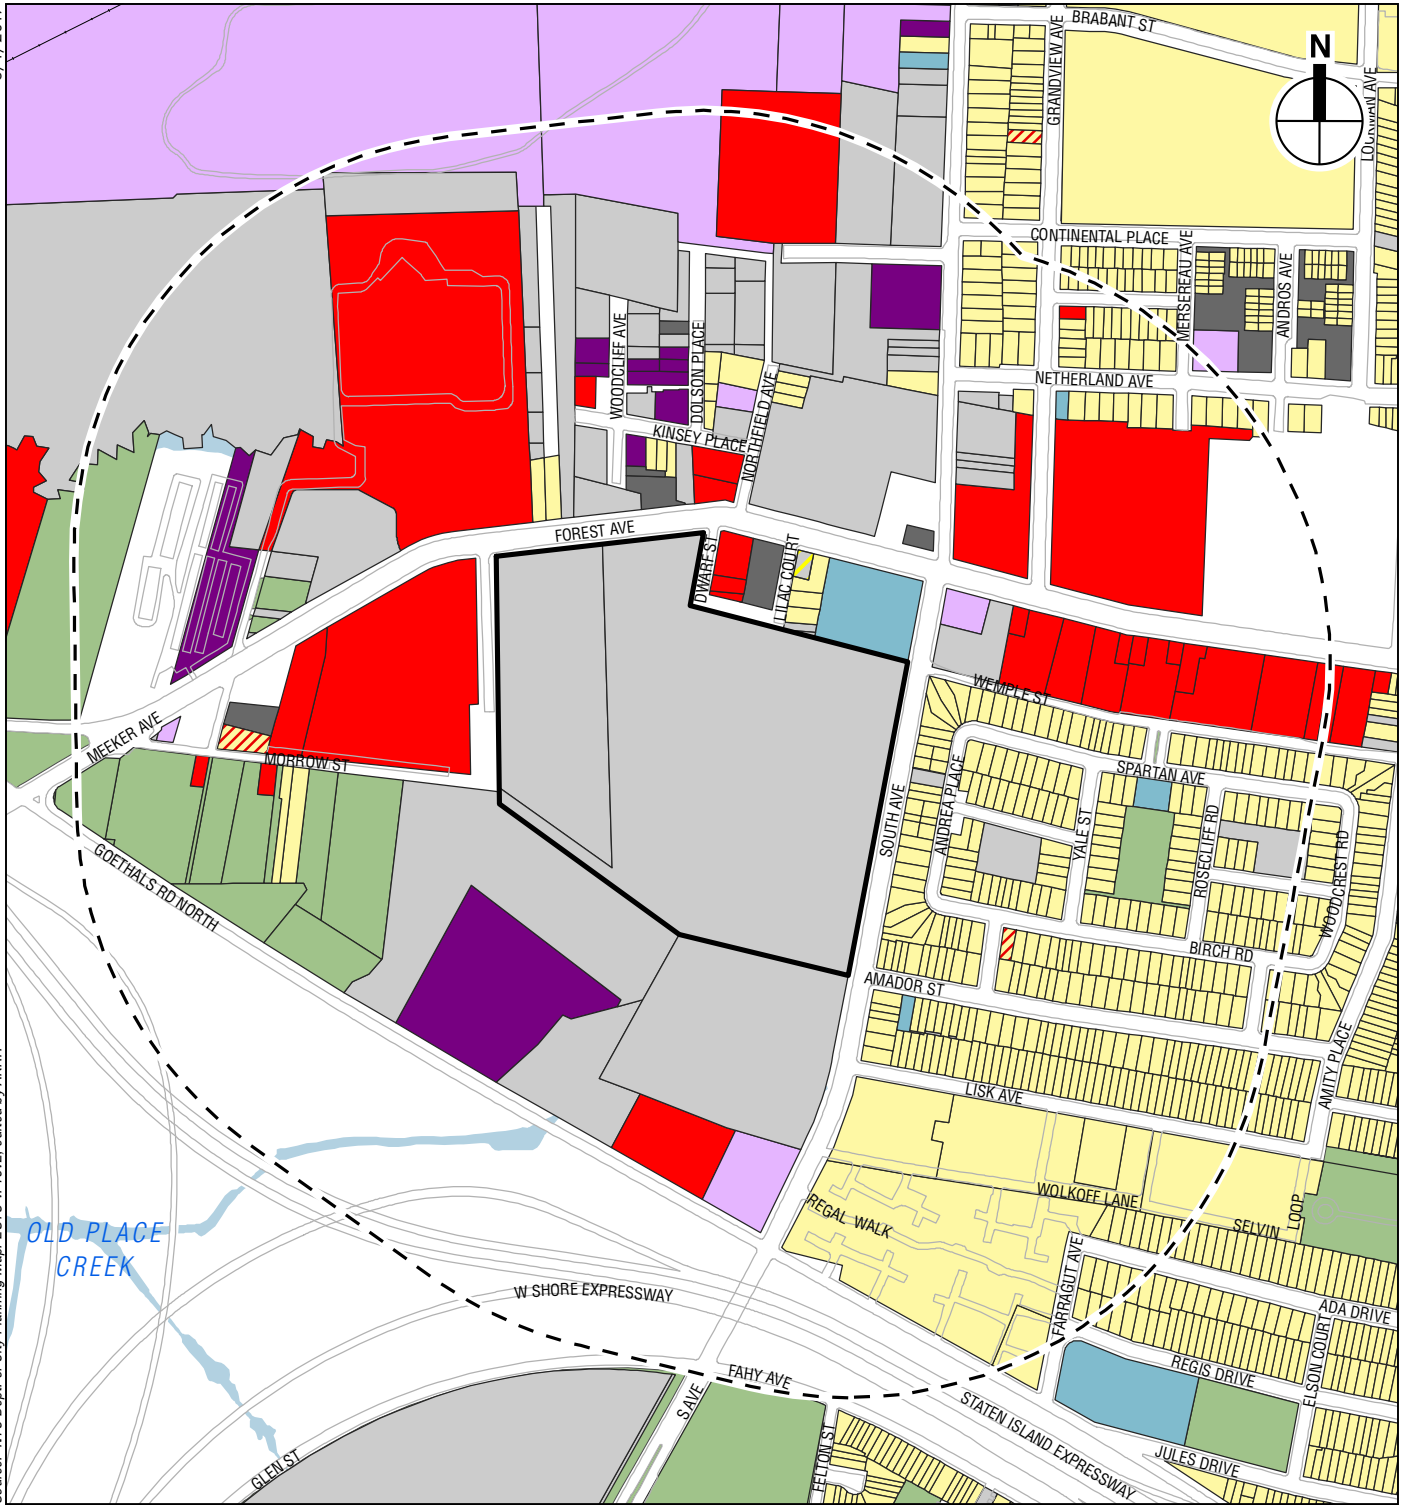 BRABANT ST
GRANDVIEW AVE
N
LOCKMAN AVE
CONTINENTAL PLACE
MERSEREAU AVE
ANDROS AVE
NETHERLAND AVE
WOODCLIFF AVE
DOLSON PLACE
NORTHFIELD AVE
KINSEY PLACE
FOREST AVE
DWARF ST
LILAC COURT
WEMPLE ST
MEEKER AVE
MORROW ST
SPARTAN AVE
ANDREA PLACE
SOUTH AVE
YALE ST
ROSECLIFF RD
WOODCREST RD
GOETHALS RD NORTH
BIRCH RD
AMADOR ST
AMITY PLACE
LISK AVE
WOLKOFF LANE
REGAL WALK
SELVIN
LOOP
OLD PLACE
CREEK
FARRAGUT AVE
W SHORE EXPRESSWAY
ADA DRIVE
ELSON COURT
REGIS DRIVE
FAHY AVE
S AVE
STATEN ISLAND EXPRESSWAY
JULES DRIVE
FELTON ST
GLEN ST